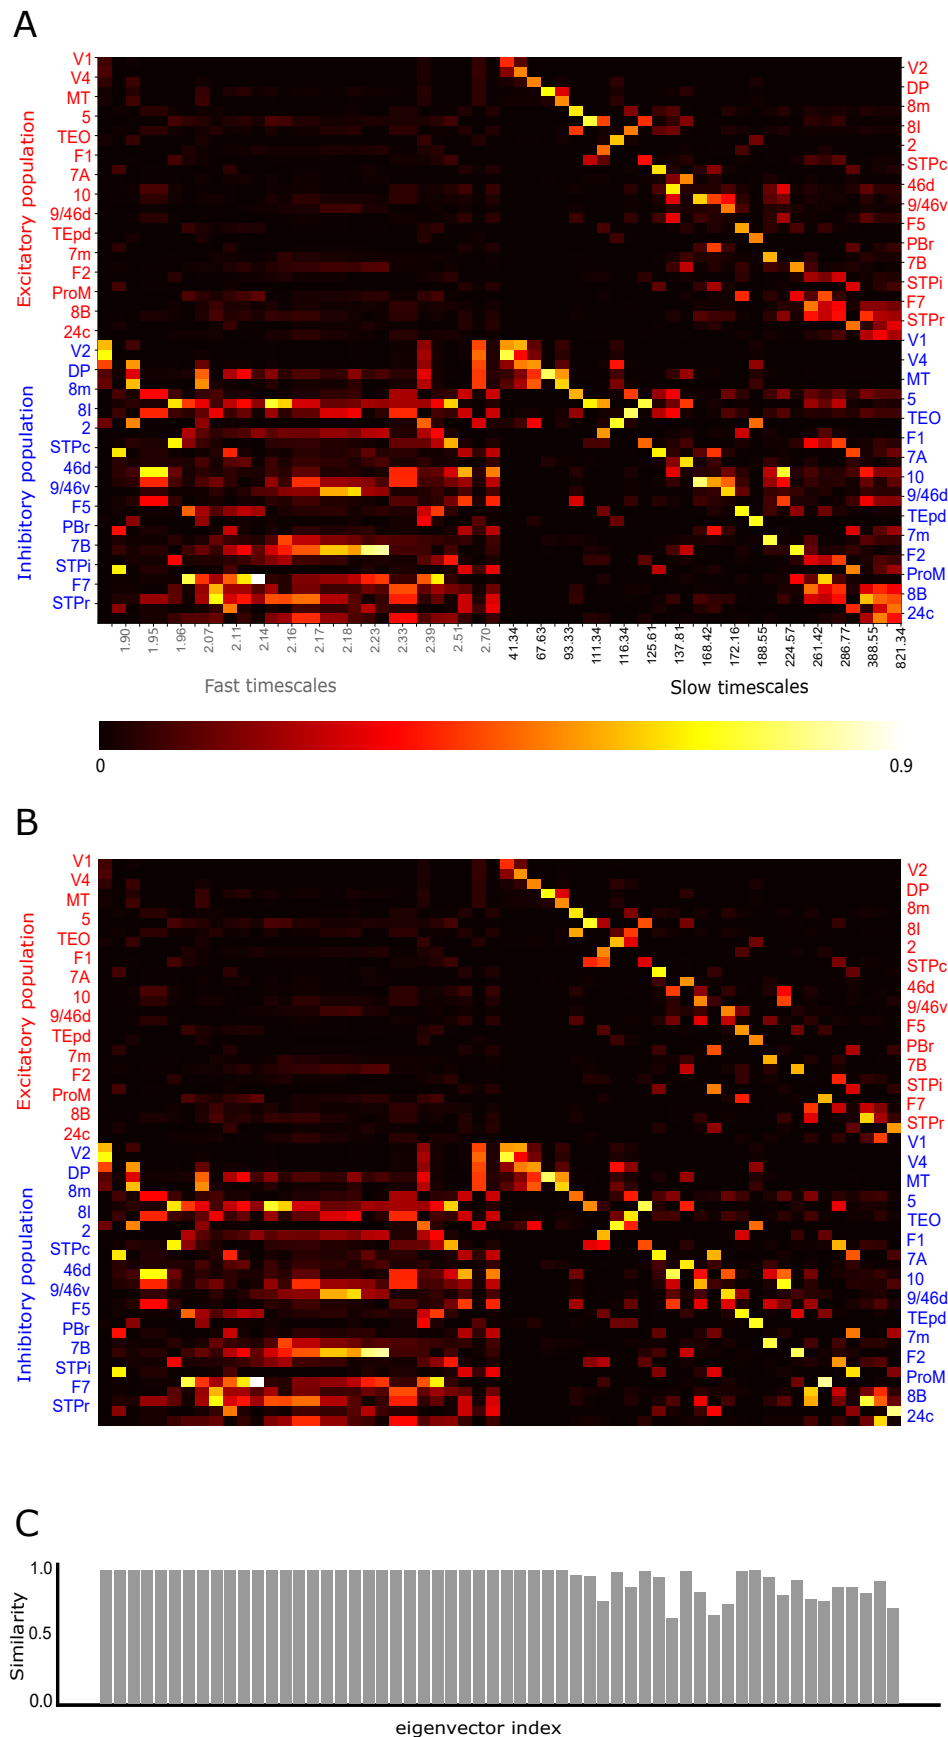 A
V1
V4
MT
5
TEO
F1
7A
10
9/46d
TEpd
7m
F2
ProM
8B
24c
V2
DP
8m
8l
2
STPc
46d
9/46v
F5
PBr
7B
STPi
F7
STPr
Excitatory population
Inhibitory population
V2
DP
8m
8l
2
STPc
46d
9/46v
F5
PBr
7B
STPi
F7
STPr
V1
V4
MT
5
TEO
F1
7A
10
9/46d
TEpd
7m
F2
ProM
8B
24c
1.90
1.95
1.96
2.07
2.11
2.14
2.16
2.17
2.18
2.23
2.33
2.39
2.51
2.70
41.34
67.63
93.33
111.34
116.34
125.61
137.81
168.42
172.16
188.55
224.57
261.42
286.77
388.55
821.34
Fast timescales
Slow timescales
0
0.9
B
V1
V4
MT
5
TEO
F1
7A
10
9/46d
TEpd
7m
F2
ProM
8B
24c
V2
DP
8m
8l
2
STPc
46d
9/46v
F5
PBr
7B
STPi
F7
STPr
Excitatory population
Inhibitory population
V2
DP
8m
8l
2
STPc
46d
9/46v
F5
PBr
7B
STPi
F7
STPr
V1
V4
MT
5
TEO
F1
7A
10
9/46d
TEpd
7m
F2
ProM
8B
24c
C
1.0
0.5
0.0
Similarity
eigenvector index